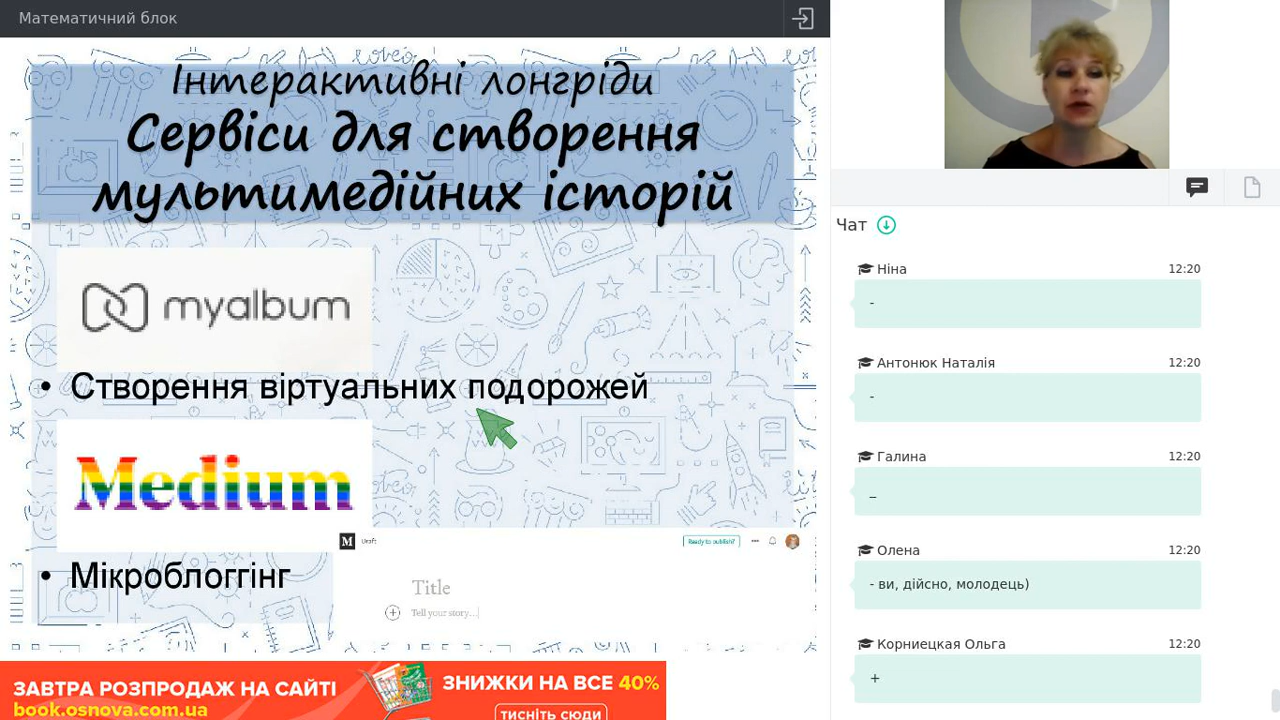 Математичний блок
Інтерактивні лонгріди
Сервіси для створення
мультимедійних історій
myalbum
• Створення віртуальних подорожей
Medium
• Мікроблоггінг
M Draft
Ready to publish?
Title
Tell your story...
ЗАВТРА РОЗПРОДАЖ НА САЙТІ
book.osnova.com.ua
ЗНИЖКИ НА ВСЕ 40%
тисніть сюди
Чат
Ніна 12:20
-
Антонюк Наталія 12:20
-
Галина 12:20
_
Олена 12:20
- ви, дійсно, молодець)
Корниецкая Ольга 12:20
+